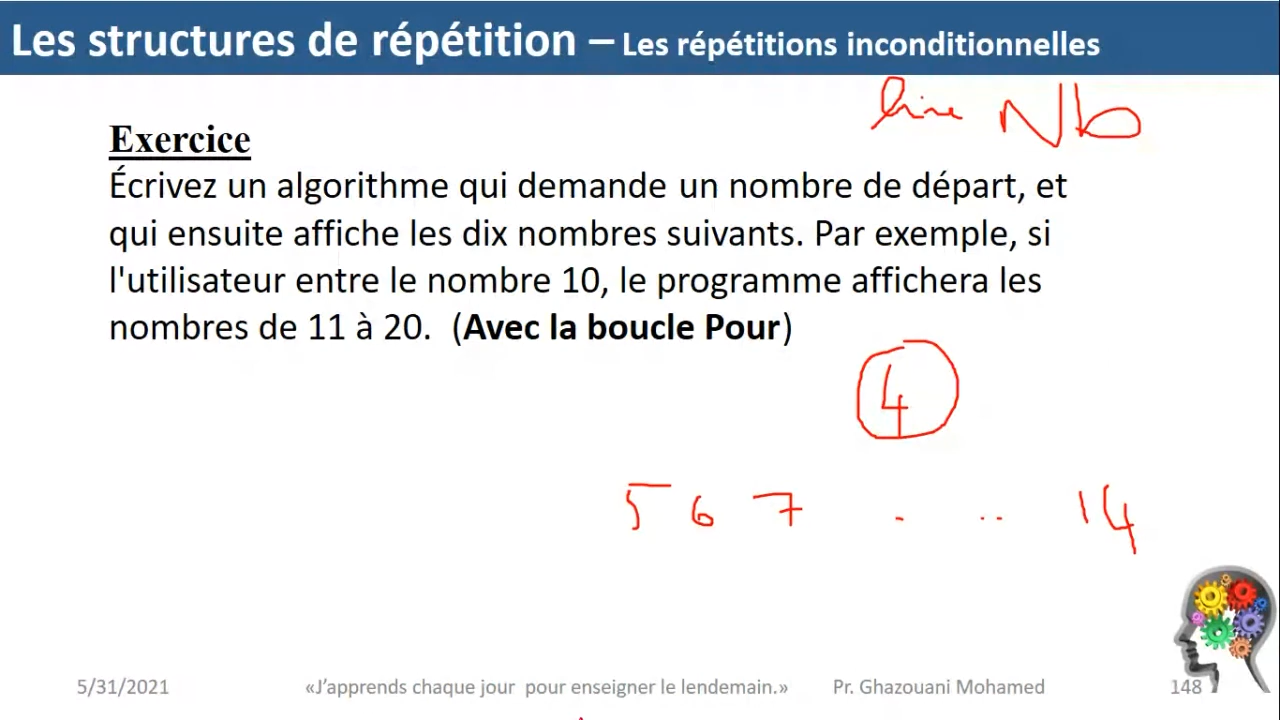 Les structures de répétition – Les répétitions inconditionnelles
lire Nb
Exercice
Écrivez un algorithme qui demande un nombre de départ, et
qui ensuite affiche les dix nombres suivants. Par exemple, si
l'utilisateur entre le nombre 10, le programme affichera les
nombres de 11 à 20. (Avec la boucle Pour)
4
5 6 7 . .. 14
5/31/2021 «J’apprends chaque jour pour enseigner le lendemain.» Pr. Ghazouani Mohamed 148